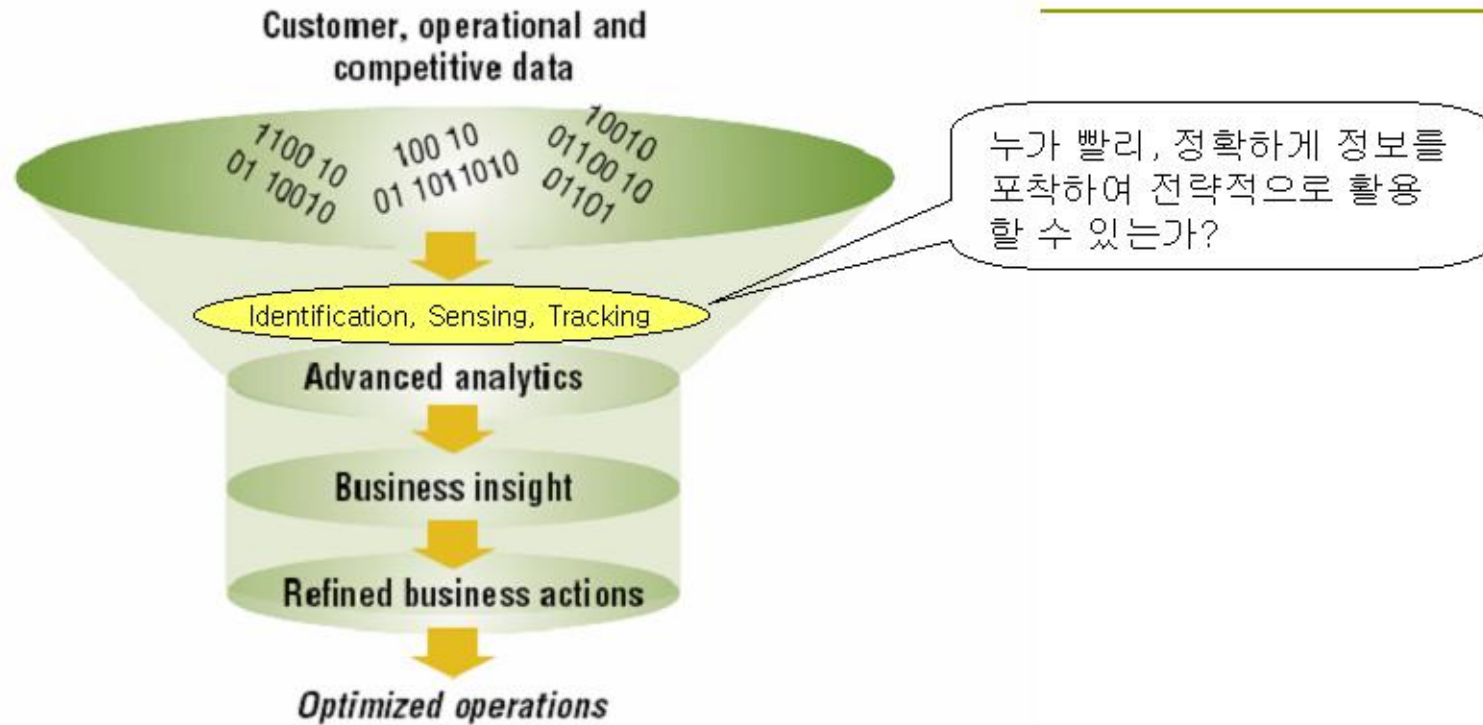 Customer, operational and
competitive data
1100 10
01 10010
100 10
01 1011010
10010
01100 10
01101
누가 빨리, 정확하게 정보를
포착하여 전략적으로 활용
할 수 있는가?
Identification, Sensing, Tracking
Advanced analytics
Business insight
Refined business actions
Optimized operations